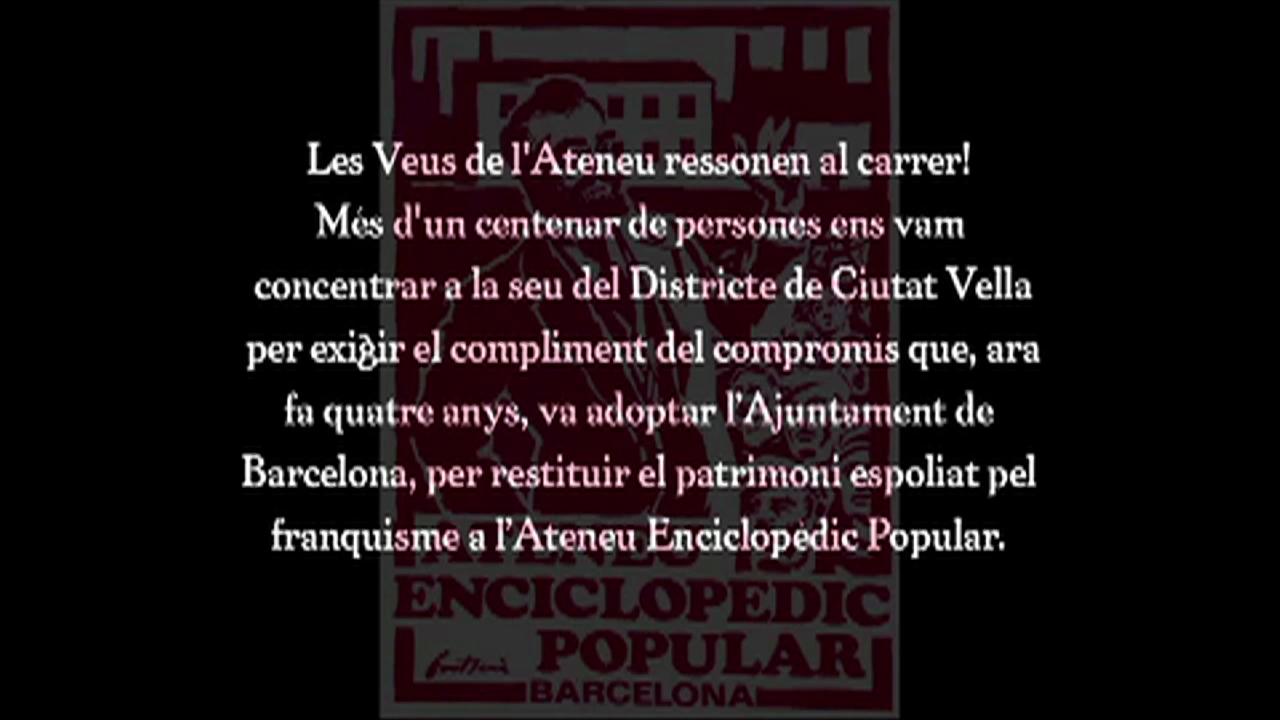 Les Veus de l'Ateneu ressonen al carrer!
Més d'un centenar de persones ens vam
concentrar a la seu del Districte de Ciutat Vella
per exigir el compliment del compromis que, ara
fa quatre anys, va adoptar l'Ajuntament de
Barcelona, per restituir el patrimoni espoliat pel
franquisme a l'Ateneu Enciclopèdic Popular.
ATENEU
ENCICLOPEDIC
POPULAR
BARCELONA